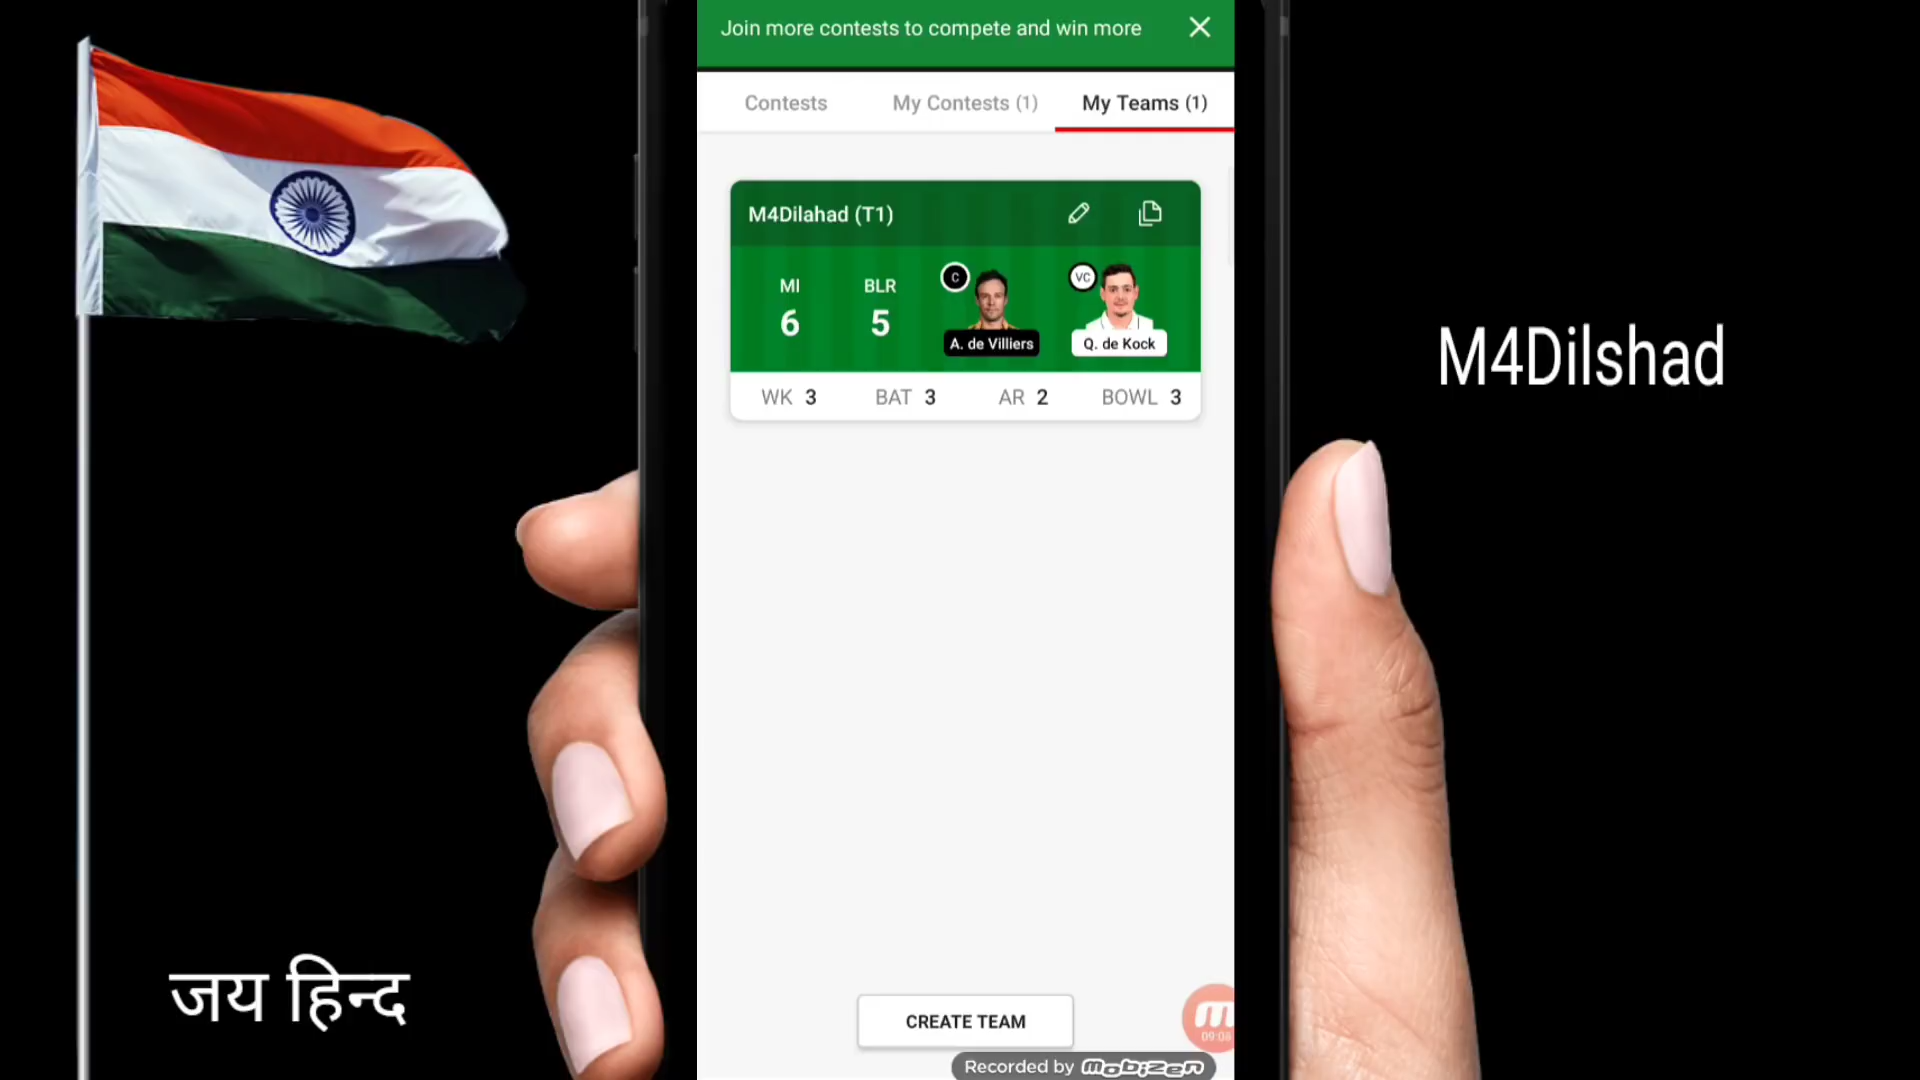 Join more contests to compete and win more
Contests My Contests (1) My Teams (1)
M4Dilahad (T1)
MI BLR C VC
6 5
A. de Villiers Q. de Kock
WK 3 BAT 3 AR 2 BOWL 3
M4Dilshad
जय हिन्द
CREATE TEAM
09:08
Recorded by mobizen